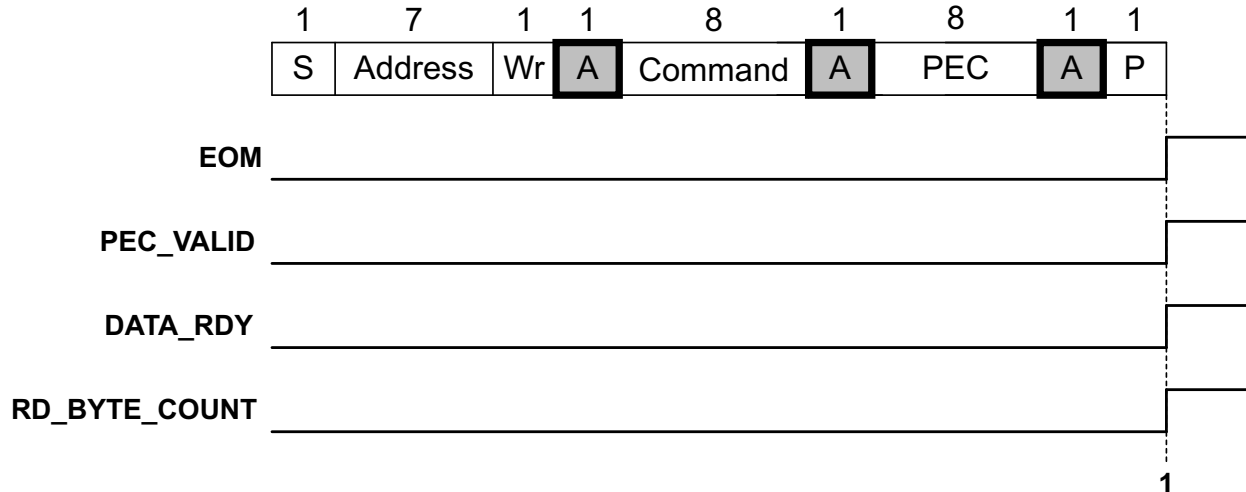 1 7 1 1 8 1 8 1 1
S Address Wr A Command A PEC A P
EOM
PEC_VALID
DATA_RDY
RD_BYTE_COUNT
1